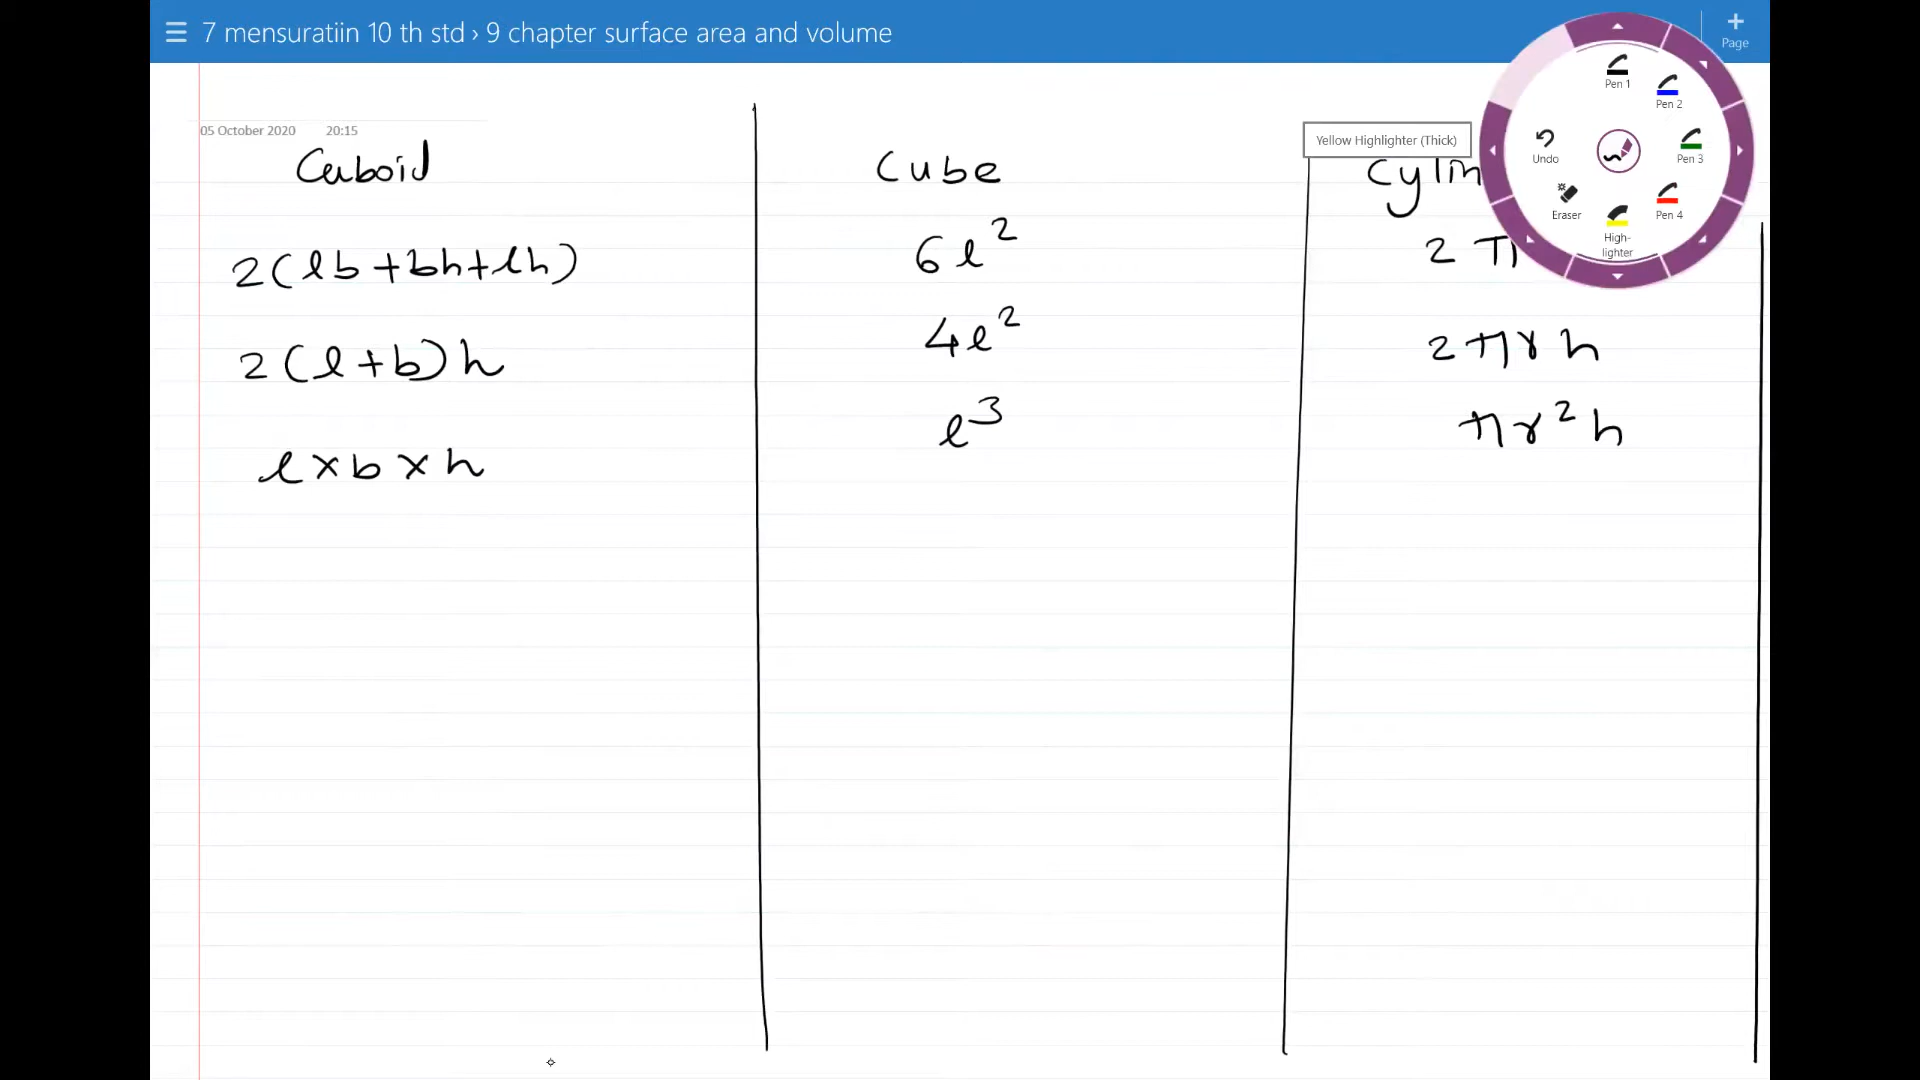 7 mensuratiin 10 th std › 9 chapter surface area and volume
+
Page
Pen 1
Pen 2
Pen 3
Pen 4
High-
lighter
Eraser
Undo
Yellow Highlighter (Thick)
05 October 2020 20:15
Cuboid
2(lb+bh+lh)
2(l+b)h
l×b×h
Cube
6l²
4l²
l³
Cylin
2π
2πrh
πr²h